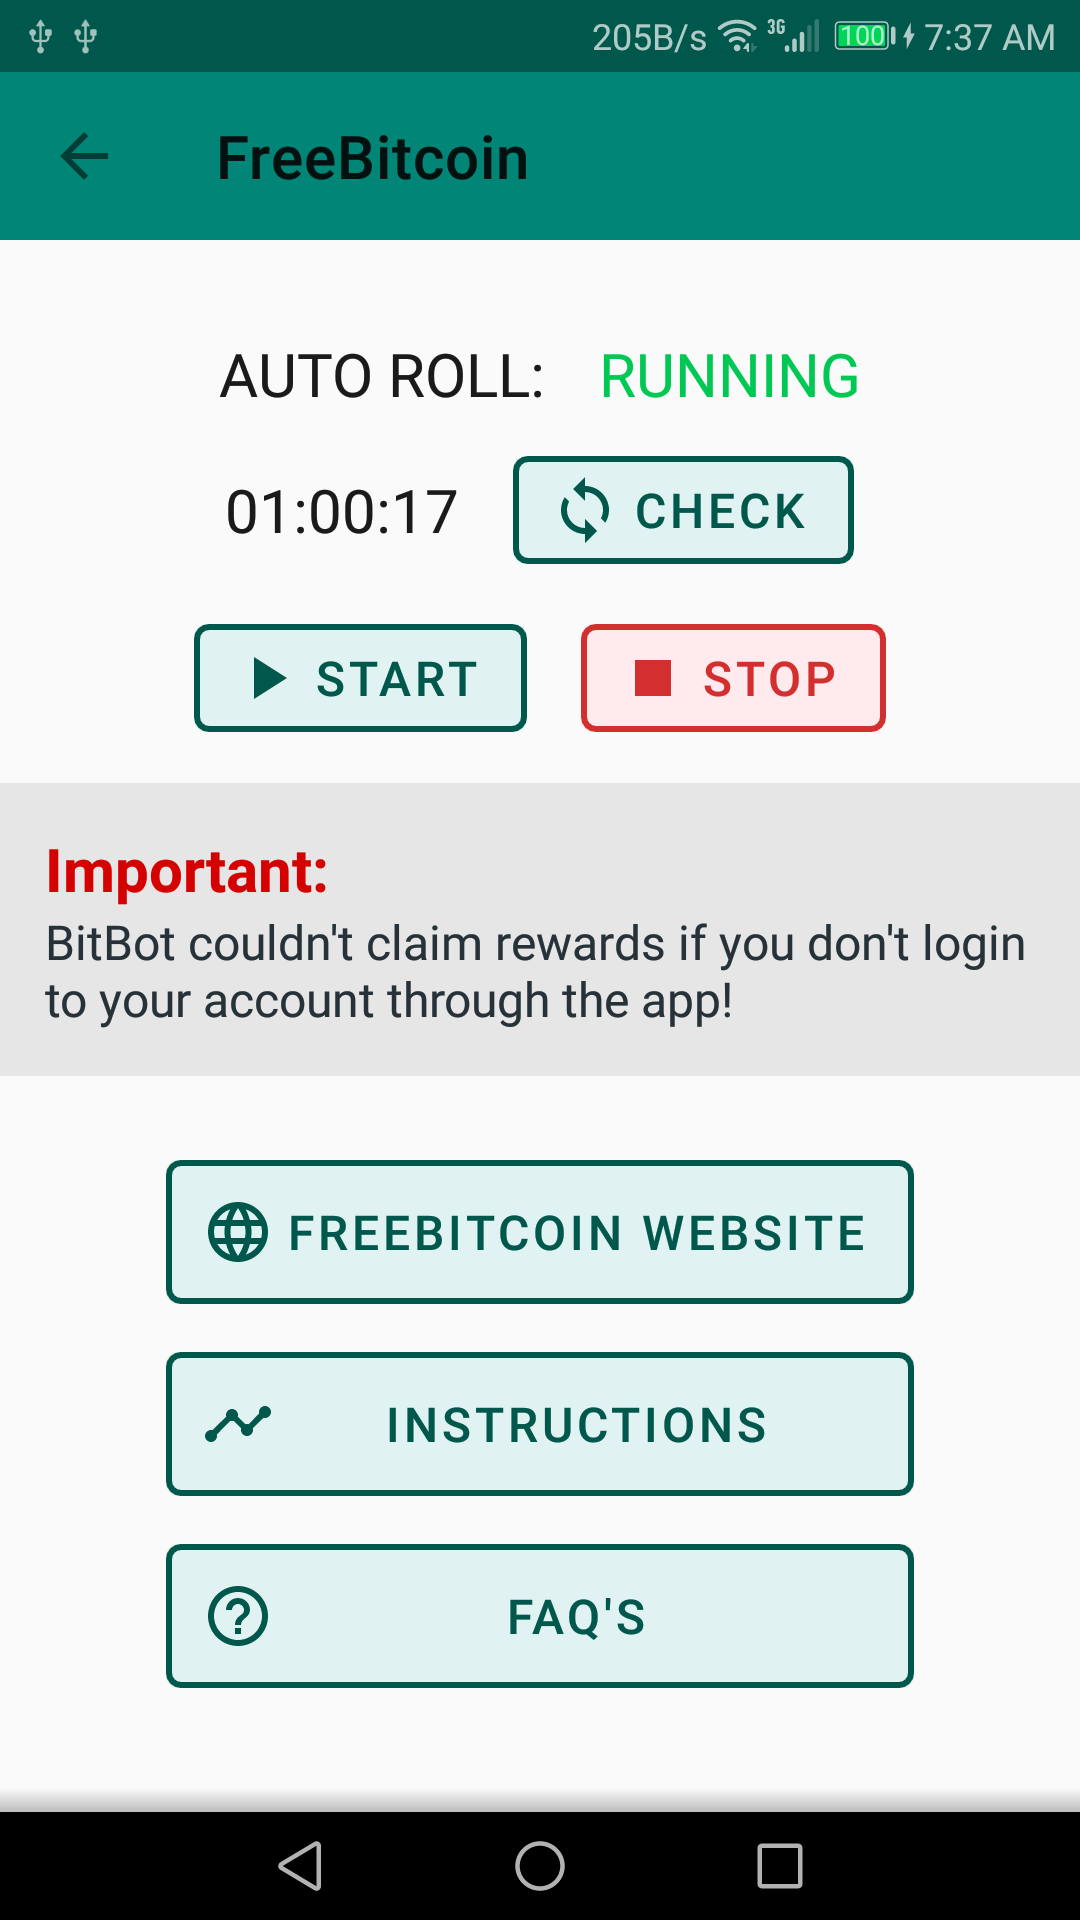 205B/s 3G 100 7:37 AM
FreeBitcoin
AUTO ROLL: RUNNING
01:00:17 CHECK
START STOP
Important:
BitBot couldn't claim rewards if you don't login
to your account through the app!
FREEBITCOIN WEBSITE
INSTRUCTIONS
FAQ'S